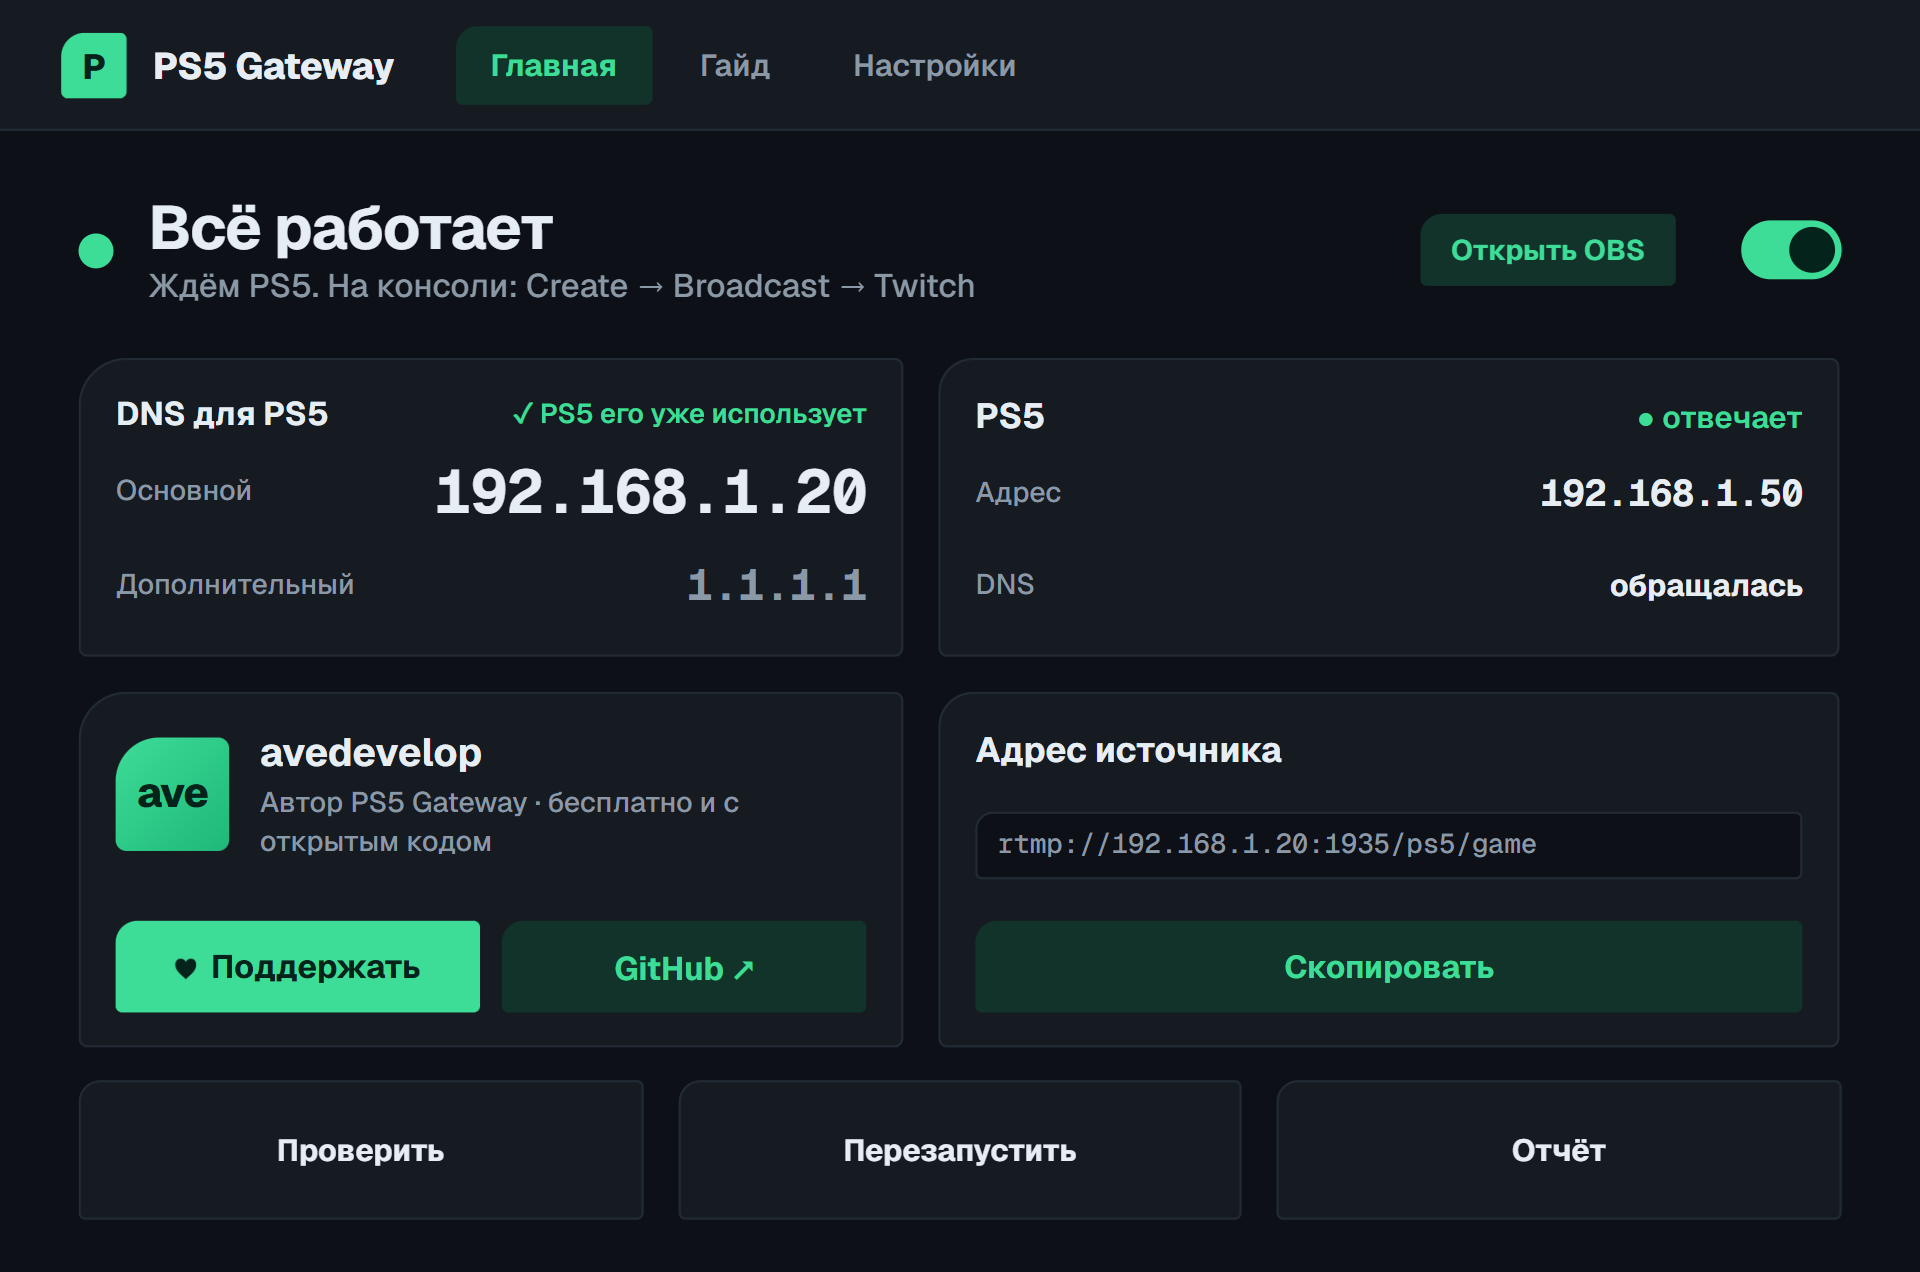 P
PS5 Gateway
Главная
Гайд
Настройки
Всё работает
Ждём PS5. На консоли: Create → Broadcast → Twitch
Открыть OBS
DNS для PS5
✓ PS5 его уже использует
Основной
192.168.1.20
Дополнительный
1.1.1.1
PS5
● отвечает
Адрес
192.168.1.50
DNS
обращалась
ave
avedevelop
Автор PS5 Gateway · бесплатно и с
открытым кодом
♥ Поддержать
GitHub ↗
Адрес источника
rtmp://192.168.1.20:1935/ps5/game
Скопировать
Проверить
Перезапустить
Отчёт